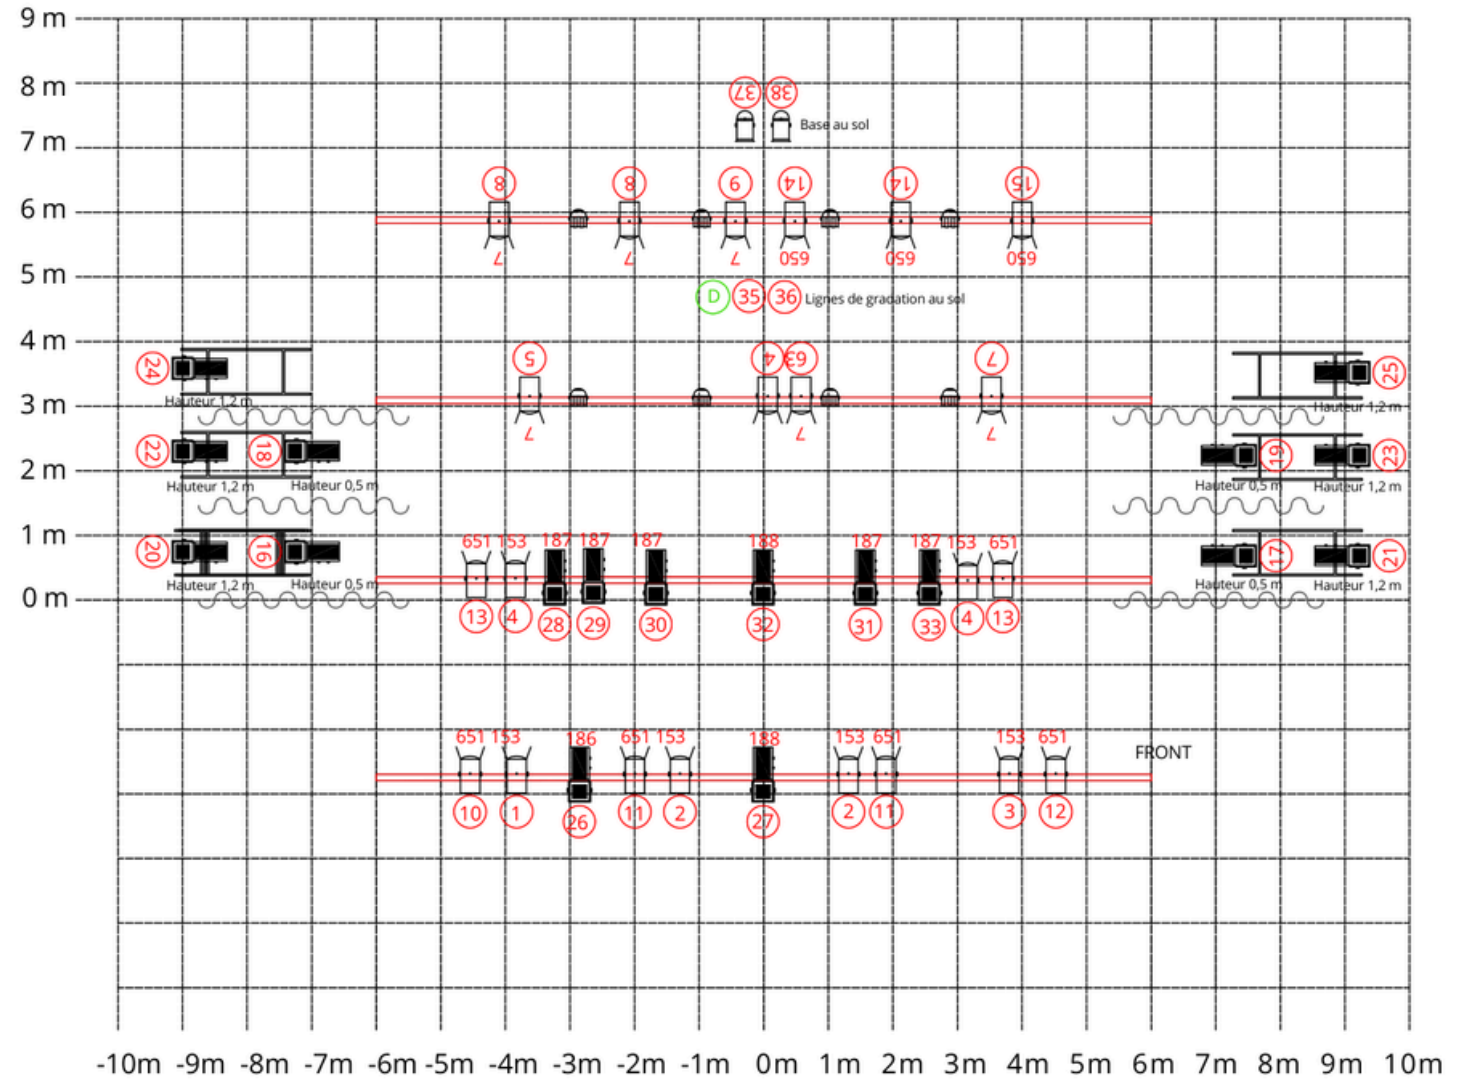 9 m
8 m
37 38
Base au sol
7 m
8 8 9 14 14 15
6 m
7 7 7 650 650 650
5 m
D 35 36 Lignes de gradation au sol
4 m
24 5 4 63 7 25
Hauteur 1,2 m Hauteur 1,2 m
3 m
7 7 7
22 18 19 23
2 m
Hauteur 1,2 m Hauteur 0,5 m Hauteur 0,5 m Hauteur 1,2 m
1 m
651 153 187 187 187 188 187 187 153 651
20 16 17 21
Hauteur 1,2 m Hauteur 0,5 m Hauteur 0,5 m Hauteur 1,2 m
0 m
13 4 28 29 30 32 31 33 4 13
651 153 186 651 153 188 153 651 153 651
FRONT
10 1 26 11 2 27 2 11 3 12
-10m -9m -8m -7m -6m -5m -4m -3m -2m -1m 0m 1m 2m 3m 4m 5m 6m 7m 8m 9m 10m